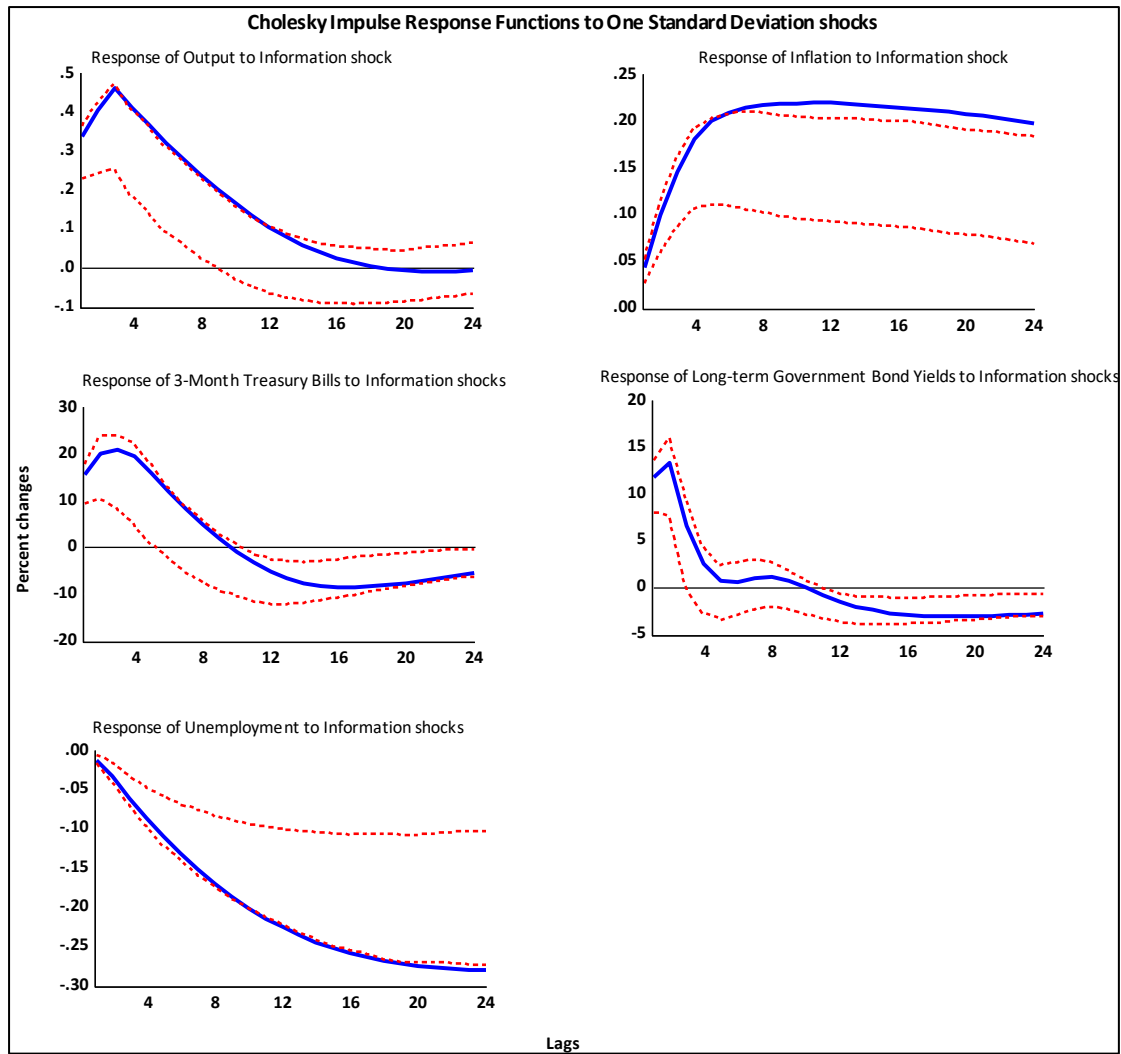 Cholesky Impulse Response Functions to One Standard Deviation shocks
Response of Output to Information shock
.5
.4
.3
.2
.1
.0
-.1
4 8 12 16 20 24
Response of Inflation to Information shock
.25
.20
.15
.10
.05
.00
4 8 12 16 20 24
Percent changes
Response of 3-Month Treasury Bills to Information shocks
30
20
10
0
-10
-20
4 8 12 16 20 24
Response of Long-term Government Bond Yields to Information shocks
20
15
10
5
0
-5
4 8 12 16 20 24
Response of Unemployment to Information shocks
.00
-.05
-.10
-.15
-.20
-.25
-.30
4 8 12 16 20 24
Lags